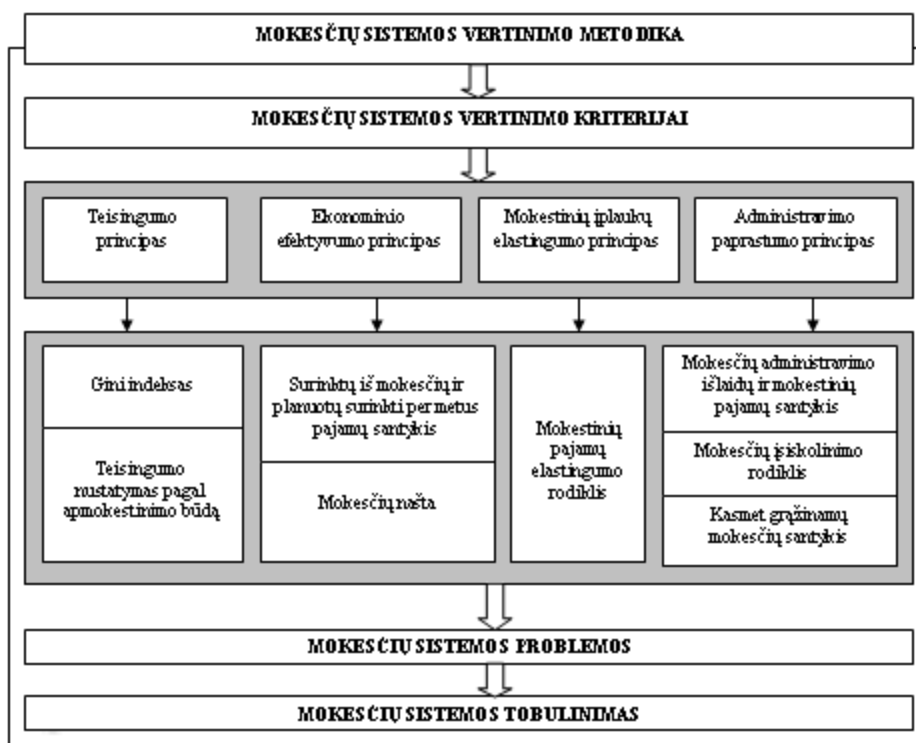 MOKESČIŲ SISTEMOS VERTINIMO METODIKA
MOKESČIŲ SISTEMOS VERTINIMO KRITERIJAI
Teisingumo
principas
Ekonominio
efektyvumo principas
Mokestinių įplaukų
elastingumo principas
Administravimo
paprastumo principas
Gini indeksas
Teisingumo
nustatymas pagal
apmokestinimo būdą
Surinktų iš mokesčių ir
planuotų surinkti per metus
pajamų santykis
Mokesčių našta
Mokestinių
pajamų
elastingumo
rodiklis
Mokesčių administravimo
išlaidų ir mokestinių
pajamų santykis
Mokesčių įsiskolinimo
rodiklis
Kasmet grąžinamų
mokesčių santykis
MOKESČIŲ SISTEMOS PROBLEMOS
MOKESČIŲ SISTEMOS TOBULINIMAS